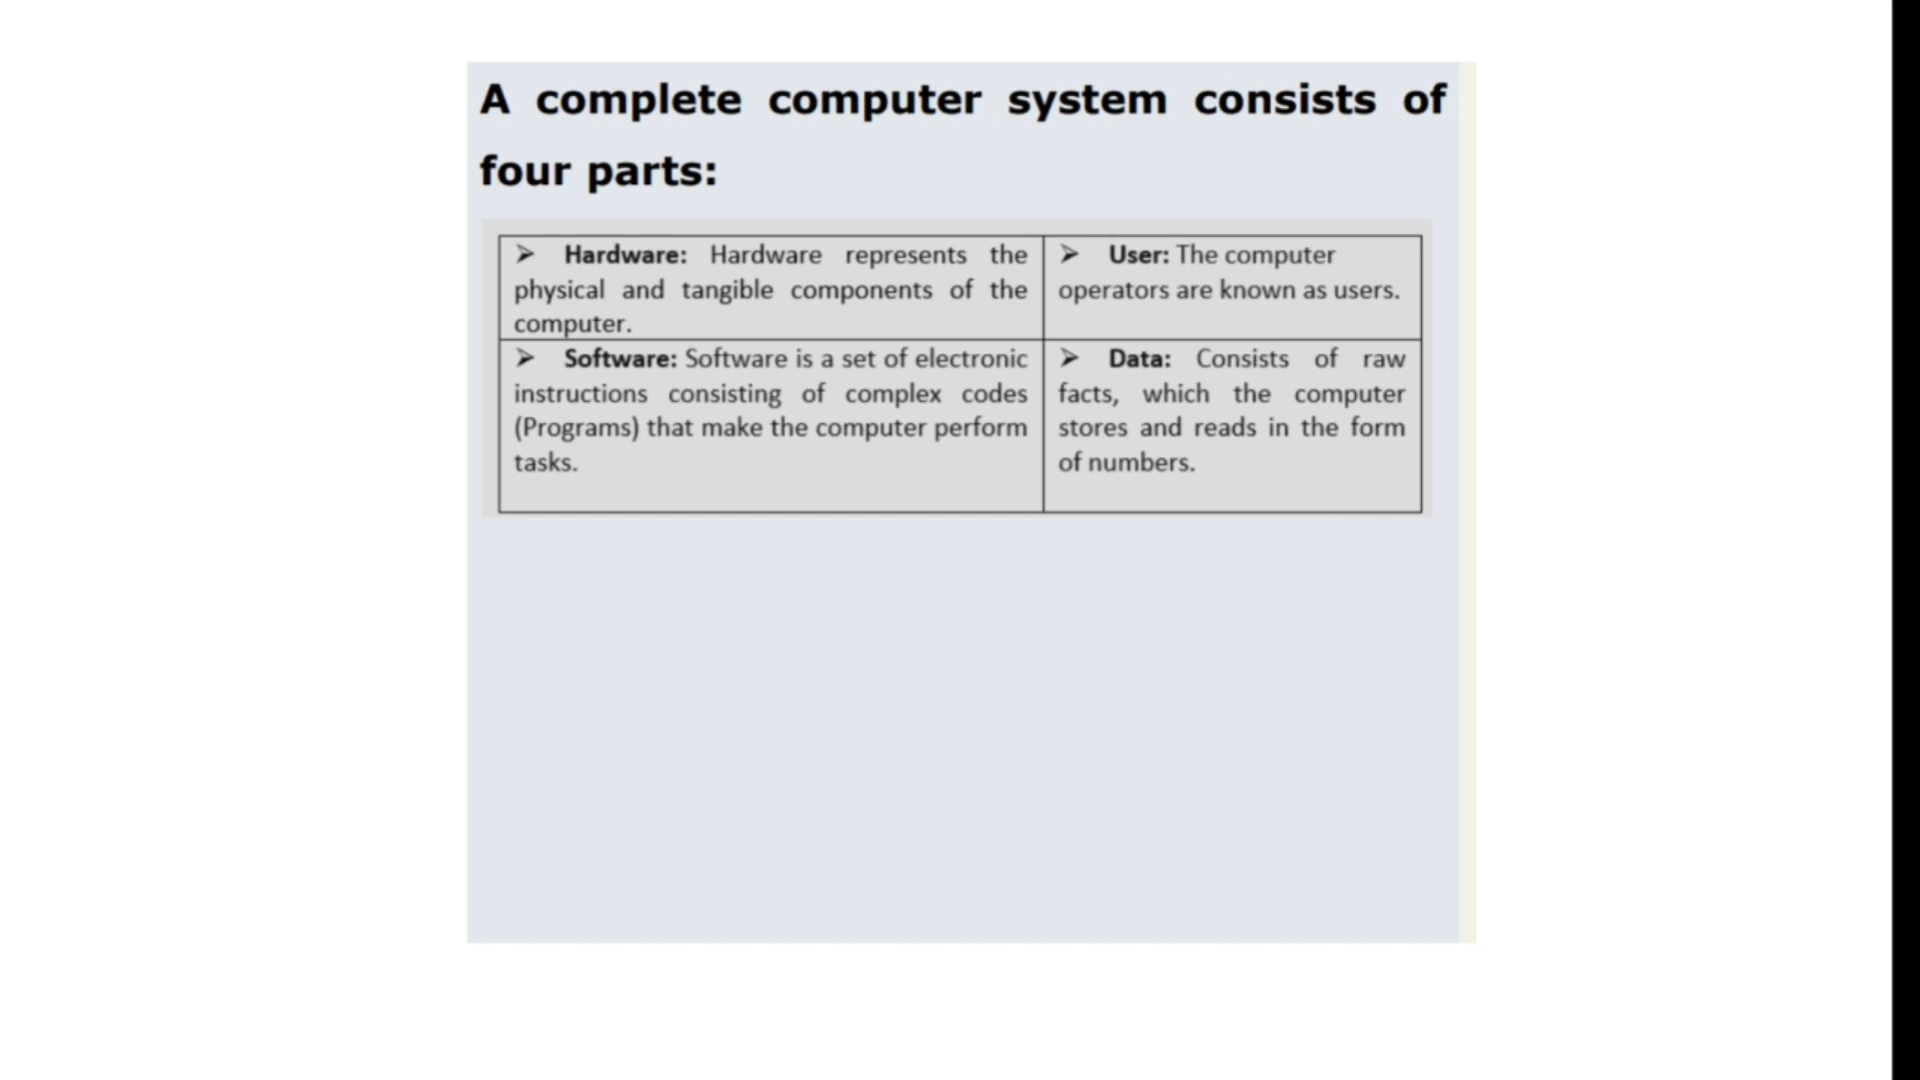 A complete computer system consists of
four parts:
➢ Hardware: Hardware represents the
physical and tangible components of the
computer.
➢ User: The computer
operators are known as users.
➢ Software: Software is a set of electronic
instructions consisting of complex codes
(Programs) that make the computer perform
tasks.
➢ Data: Consists of raw
facts, which the computer
stores and reads in the form
of numbers.